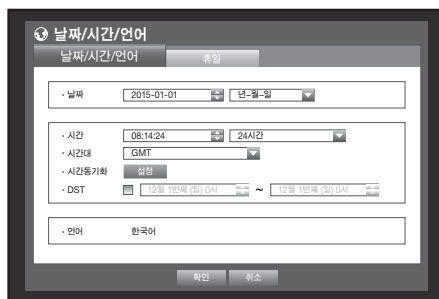 날짜/시간/언어
날짜/시간/언어 휴일
· 날짜 2015-01-01 년-월-일
· 시간 08:14:24 24시간
· 시간대 GMT
· 시간동기화 설정
· DST 12월 1번째 (일) 0시 ~ 12월 1번째 (일) 0시
· 언어 한국어
확인 취소